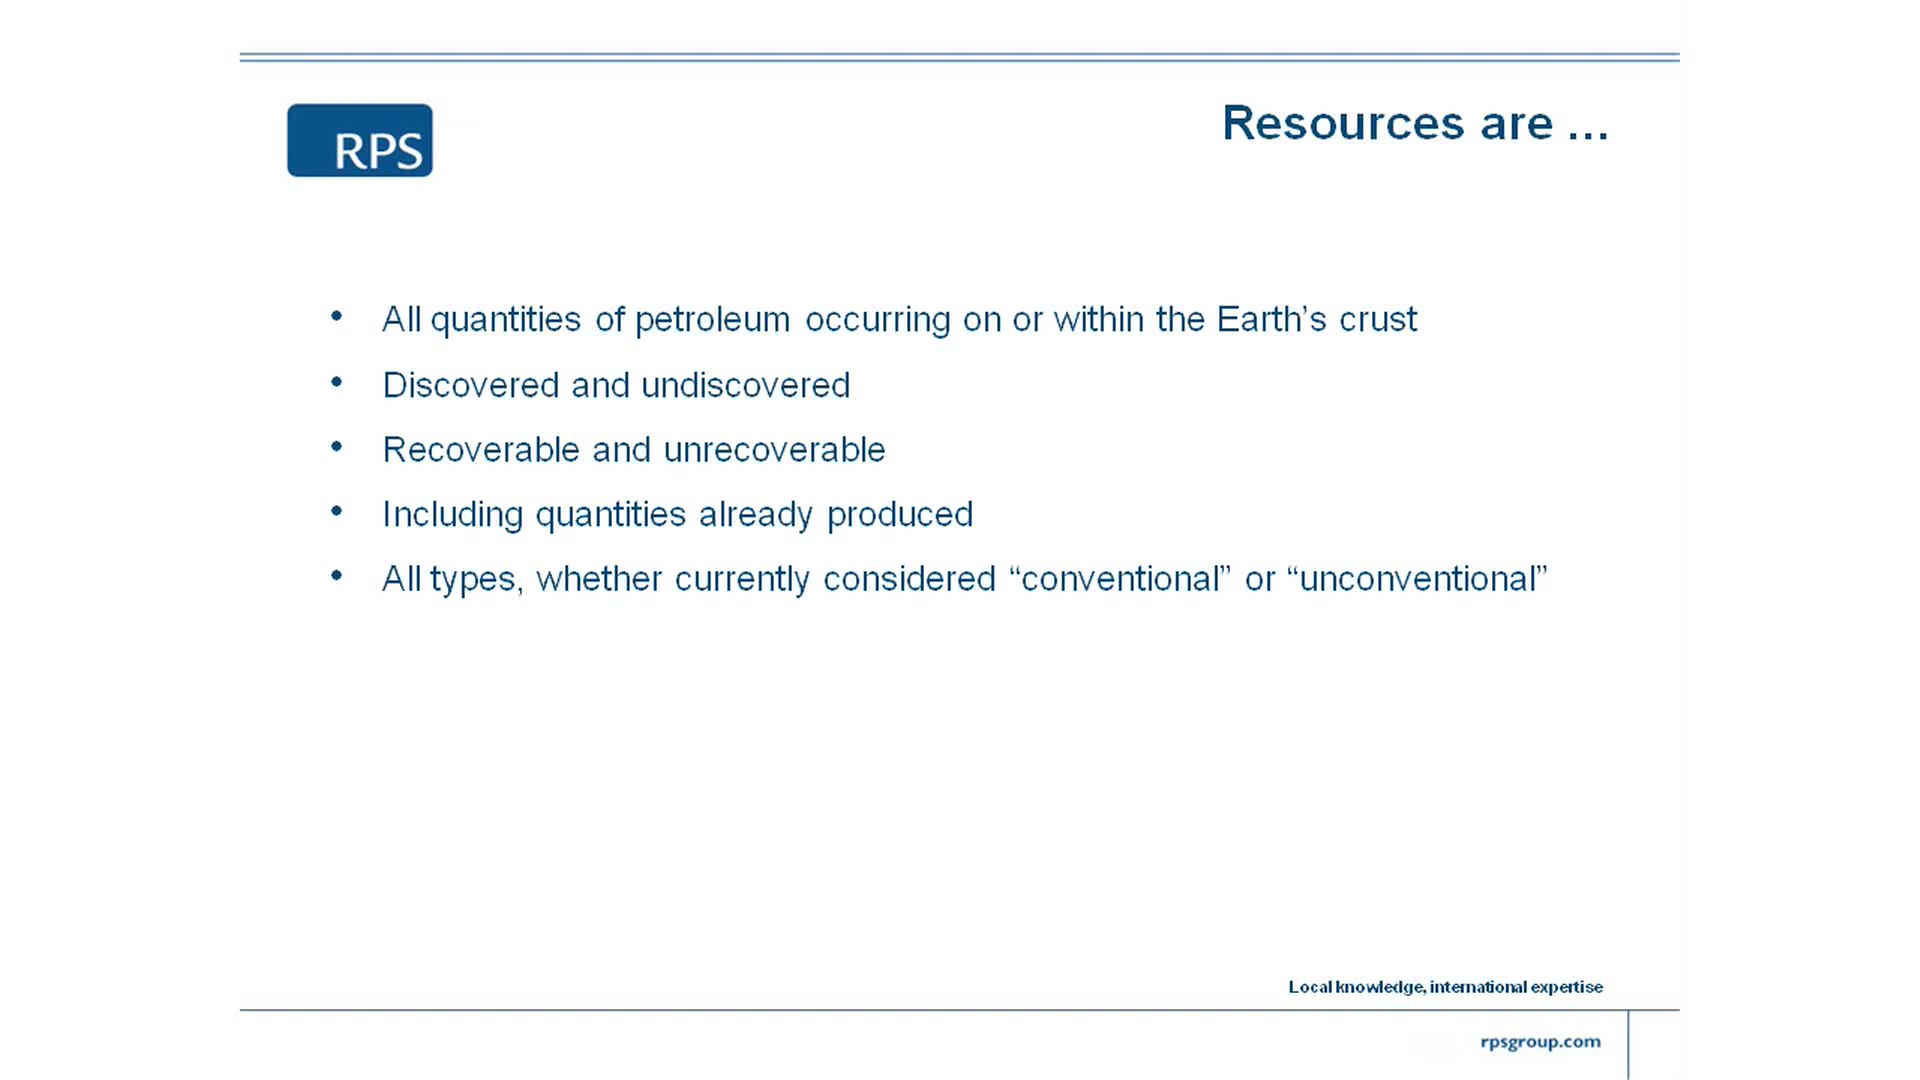 RPS
Resources are ...
• All quantities of petroleum occurring on or within the Earth’s crust
• Discovered and undiscovered
• Recoverable and unrecoverable
• Including quantities already produced
• All types, whether currently considered “conventional” or “unconventional”
Local knowledge, international expertise
rpsgroup.com